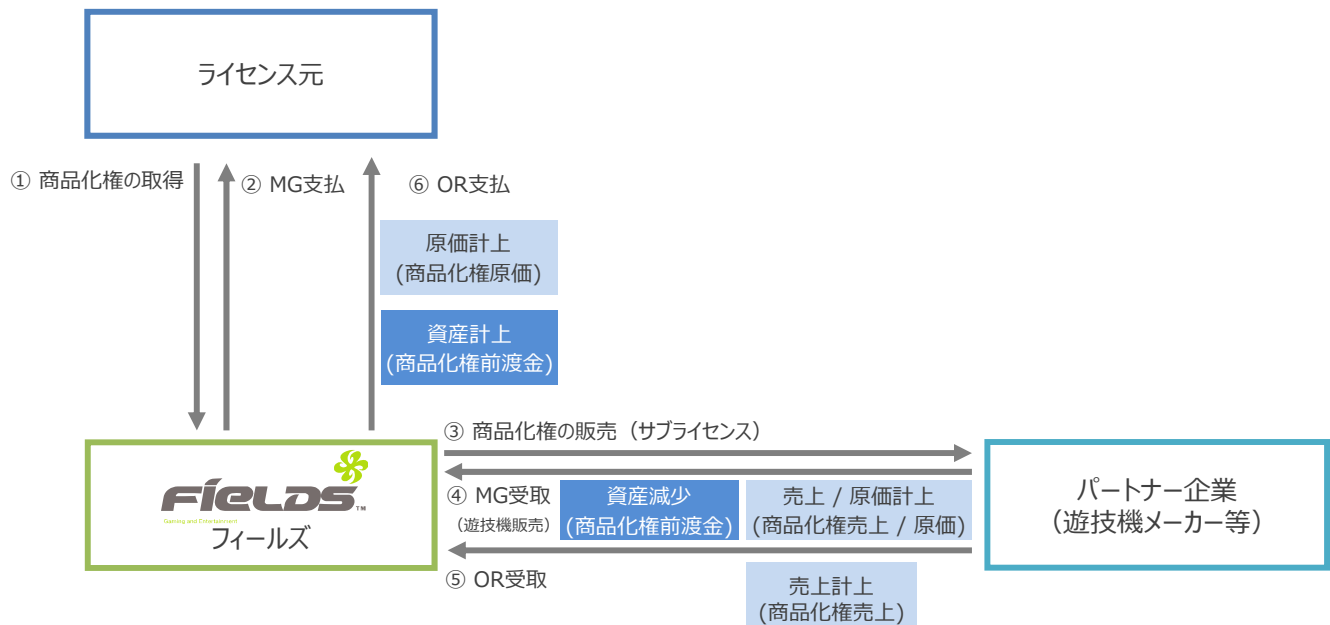 ライセンス元
① 商品化権の取得
② MG支払
⑥ OR支払
原価計上
(商品化権原価)
資産計上
(商品化権前渡金)
FIELDS™
Gaming and Entertainment
フィールズ
③ 商品化権の販売（サブライセンス）
④ MG受取
（遊技機販売）
資産減少
(商品化権前渡金)
売上 / 原価計上
(商品化権売上 / 原価)
⑤ OR受取
売上計上
(商品化権売上)
パートナー企業
（遊技機メーカー等）